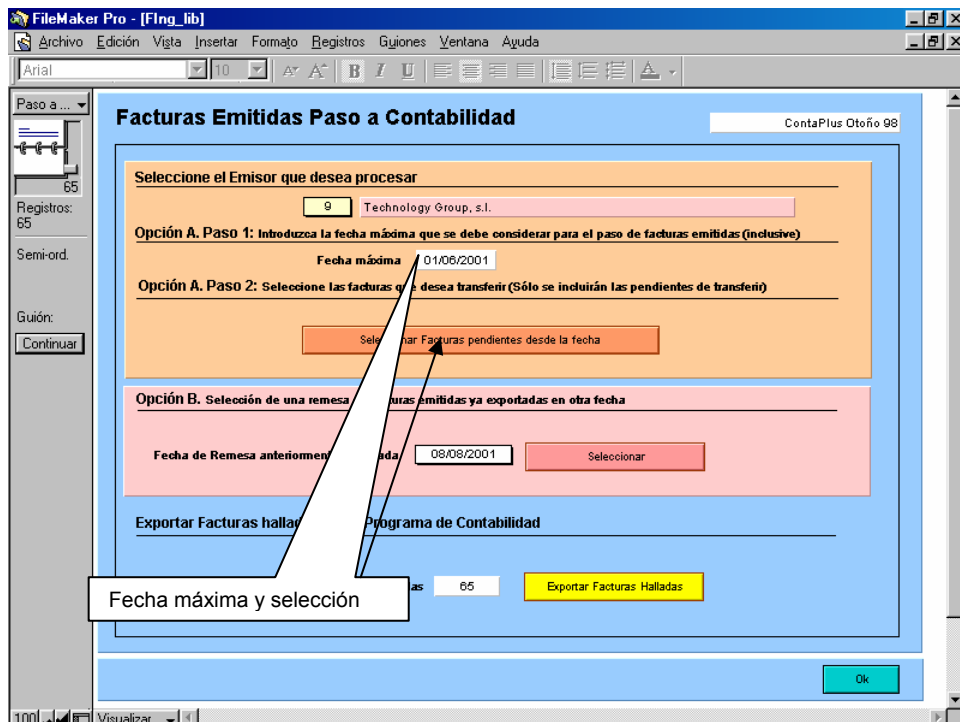 FileMaker Pro - [FIng_lib]
Archivo Edición Vista Insertar Formato Registros Guiones Ventana Ayuda
Arial 10 B I U A
Paso a ...
65
Registros:
65
Semi-ord.
Guión:
Continuar
Facturas Emitidas Paso a Contabilidad
ContaPlus Otoño 98
Seleccione el Emisor que desea procesar
9 Technology Group, s.l.
Opción A. Paso 1: Introduzca la fecha máxima que se debe considerar para el paso de facturas emitidas (inclusive)
Fecha máxima 01/06/2001
Opción A. Paso 2: Seleccione las facturas que desea transferir (Sólo se incluirán las pendientes de transferir)
Seleccionar Facturas pendientes desde la fecha
Opción B. Selección de una remesa facturas emitidas ya exportadas en otra fecha
Fecha de Remesa anteriormen 08/08/2001 Seleccionar
Exportar Facturas halla Programa de Contabilidad
as 65 Exportar Facturas Halladas
Fecha máxima y selección
Ok
100 Visualizar